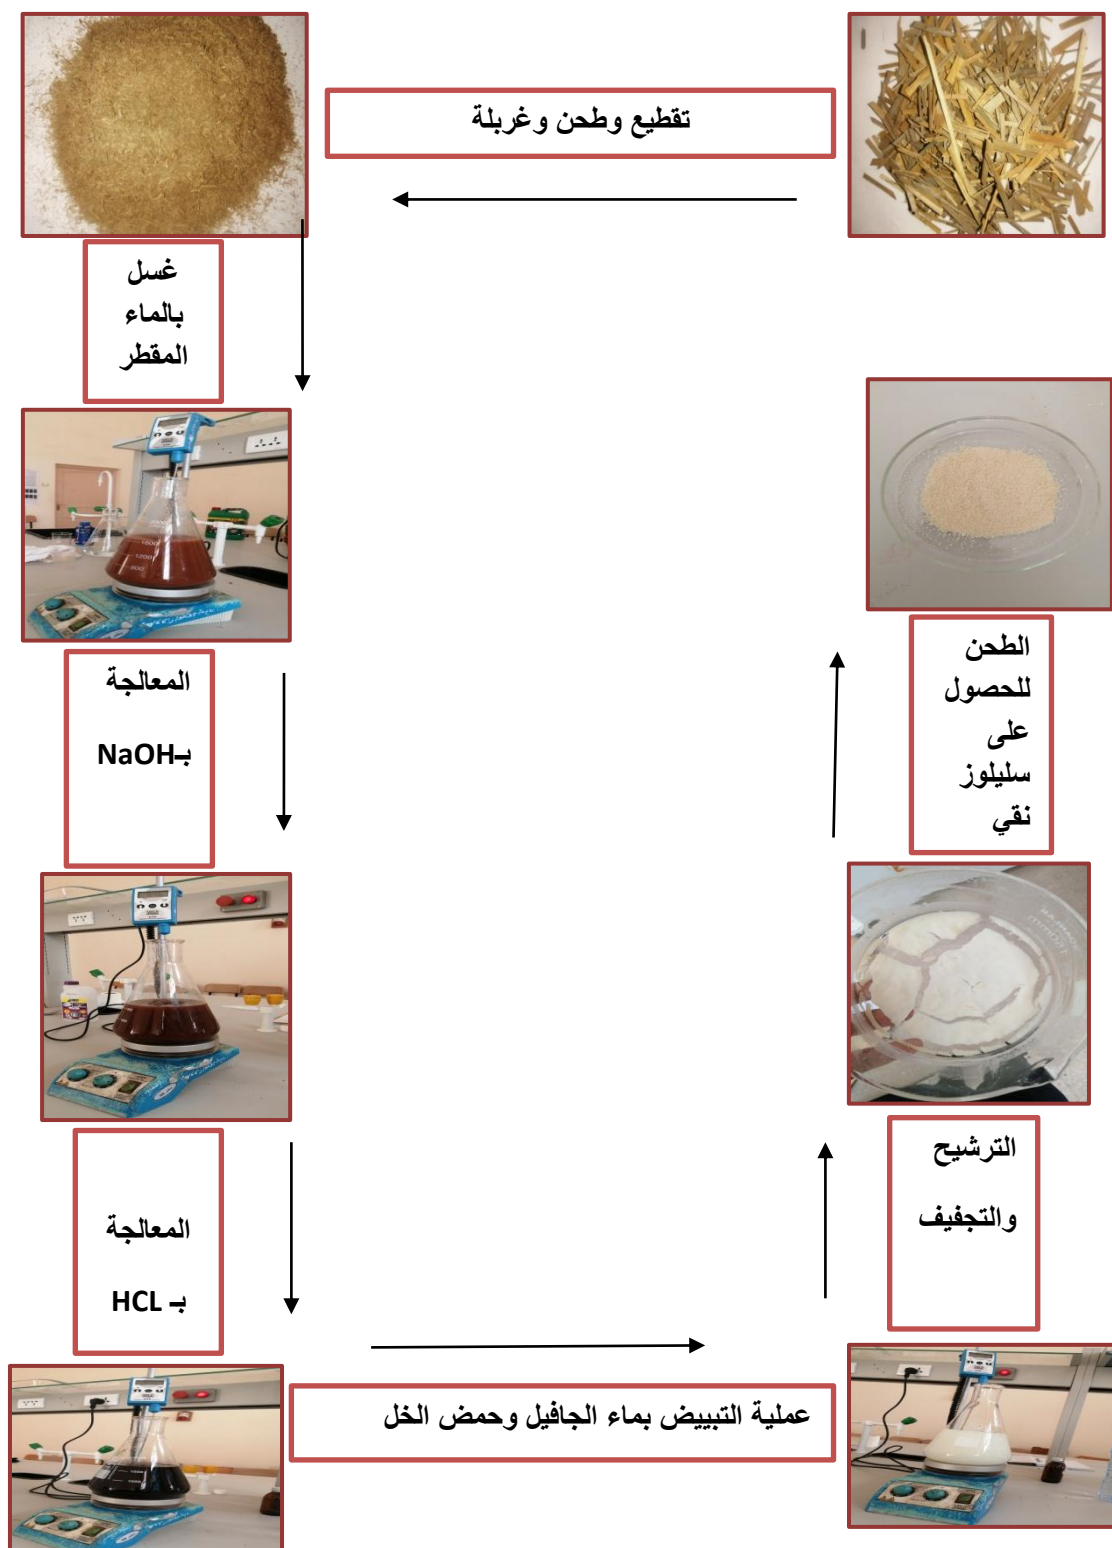 تقطيع وطحن وغربلة
غسل
بالماء
المقطر
المعالجة
بـNaOH
المعالجة
بـ HCL
عملية التبييض بماء الجافيل وحمض الخل
الترشيح
والتجفيف
الطحن
للحصول
على
سليلوز
نقي